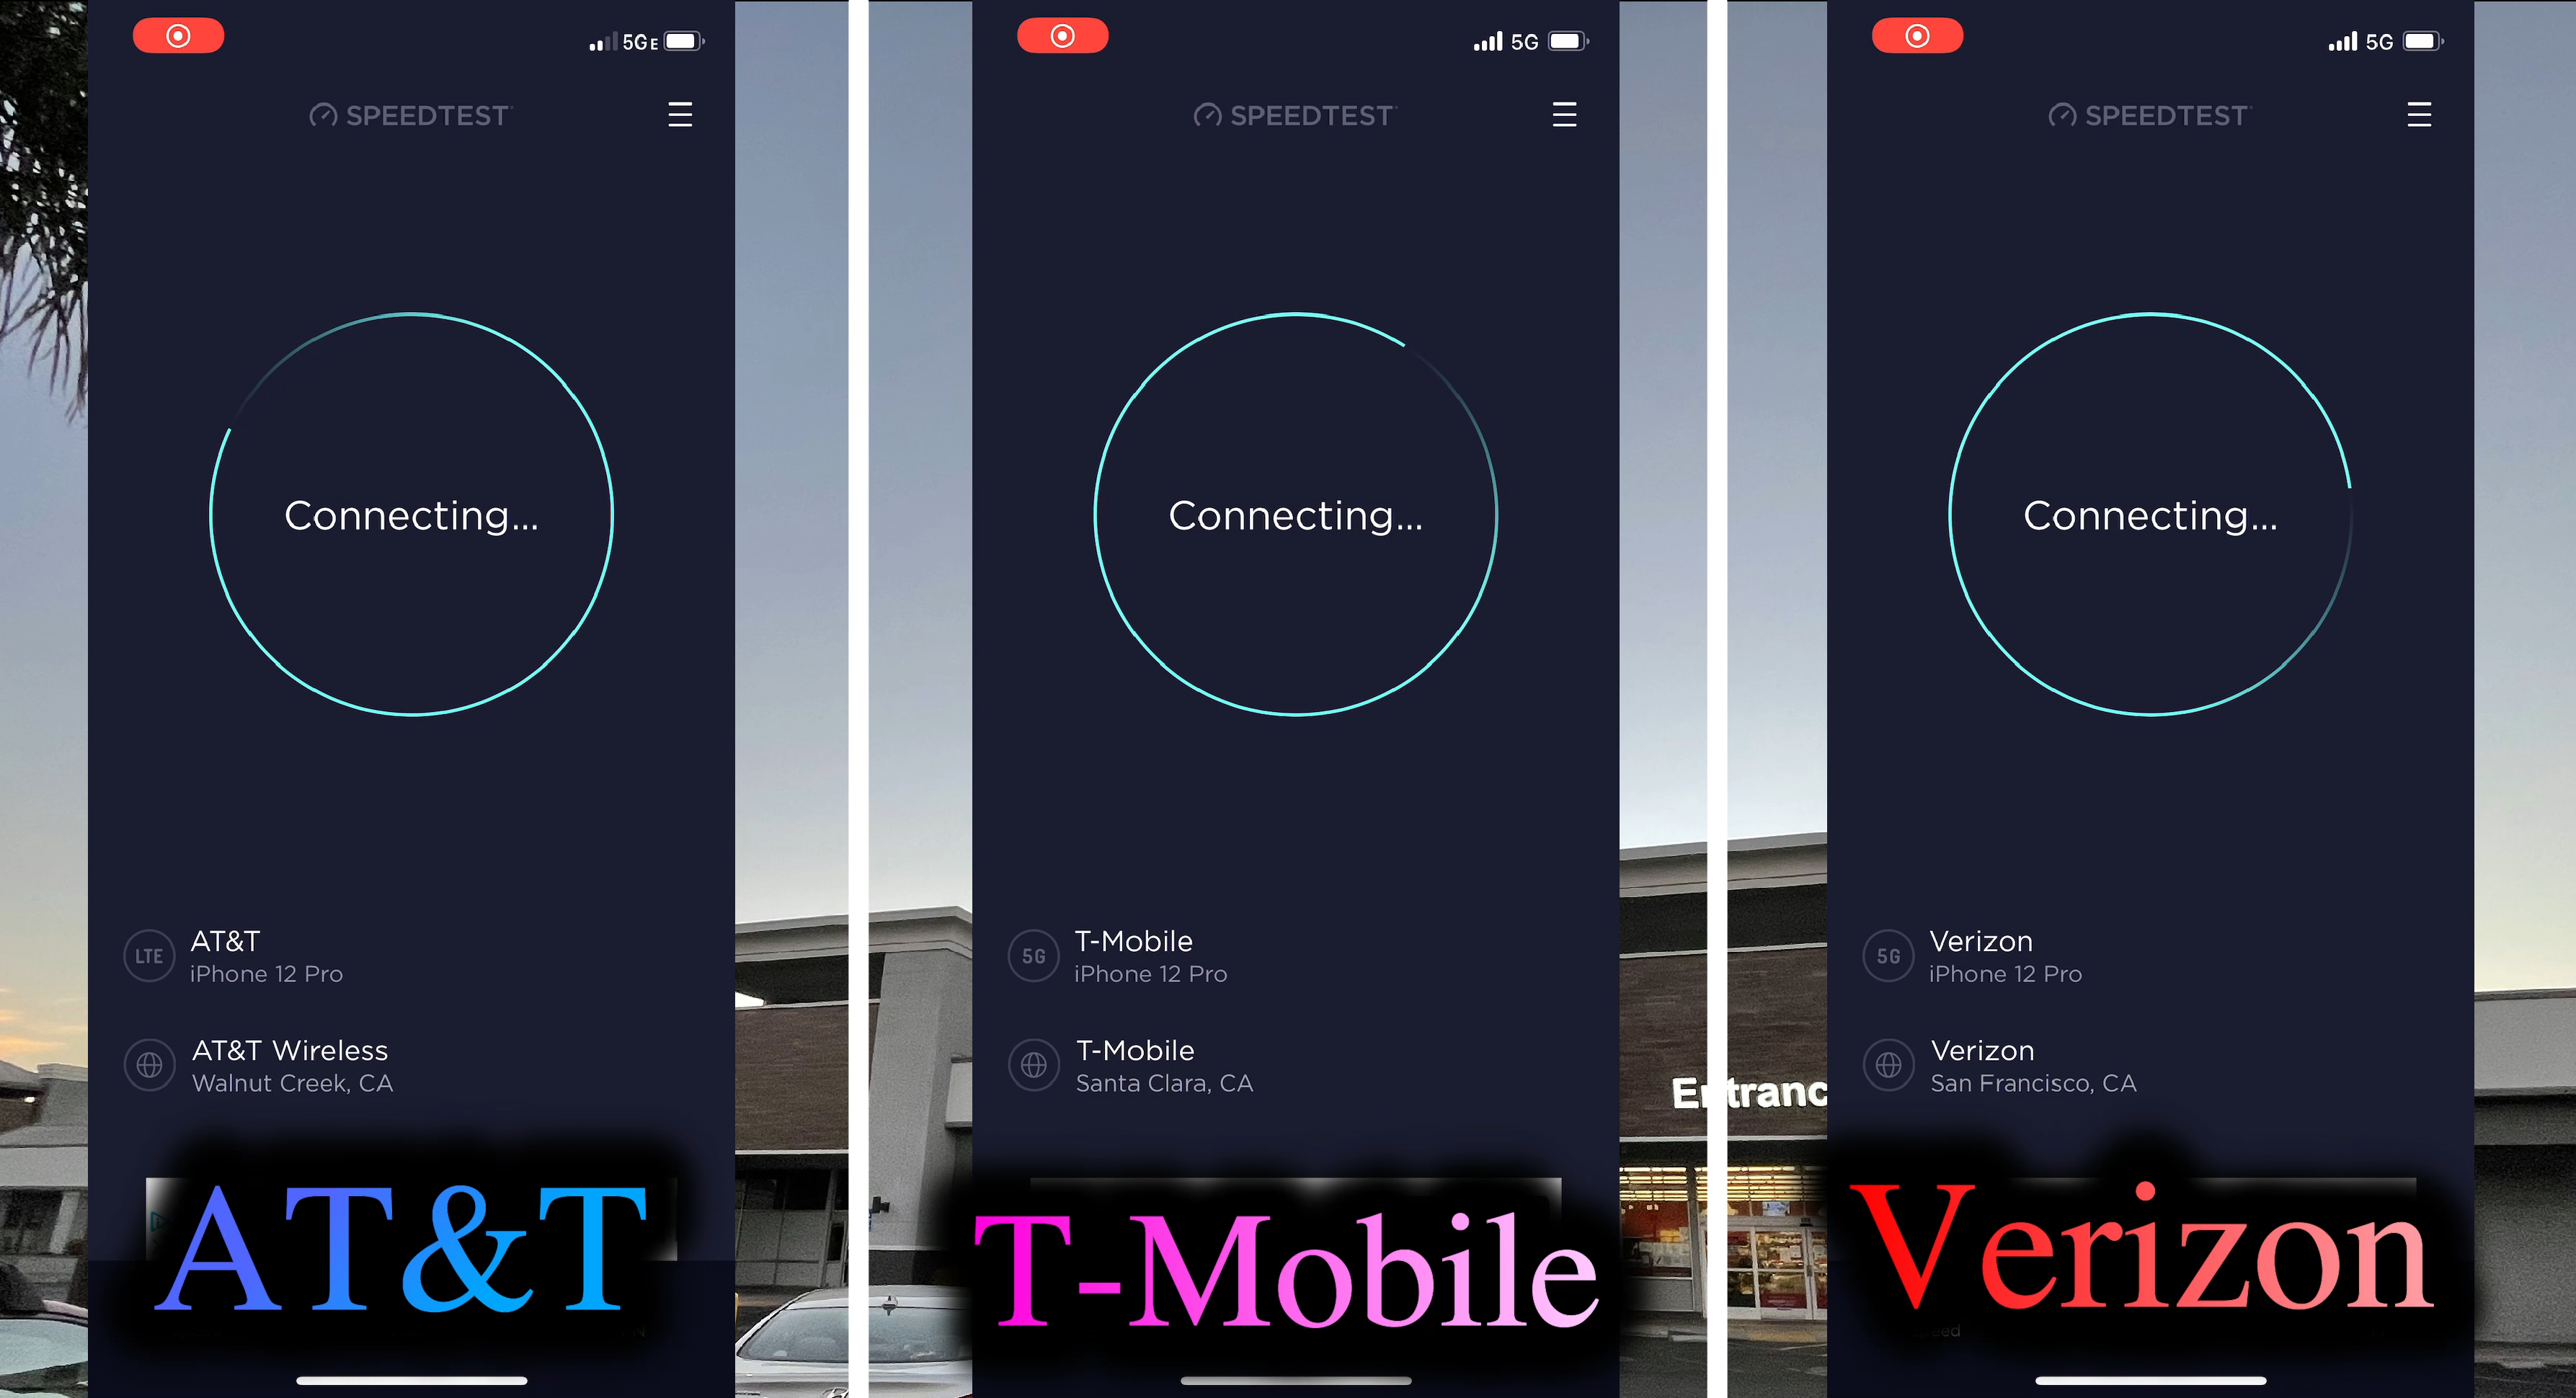 5GE
SPEEDTEST
Connecting...
LTE
AT&T
iPhone 12 Pro
AT&T Wireless
Walnut Creek, CA
AT&T
5G
SPEEDTEST
Connecting...
5G
T-Mobile
iPhone 12 Pro
T-Mobile
Santa Clara, CA
T-Mobile
Entranc
5G
SPEEDTEST
Connecting...
5G
Verizon
iPhone 12 Pro
Verizon
San Francisco, CA
Verizon